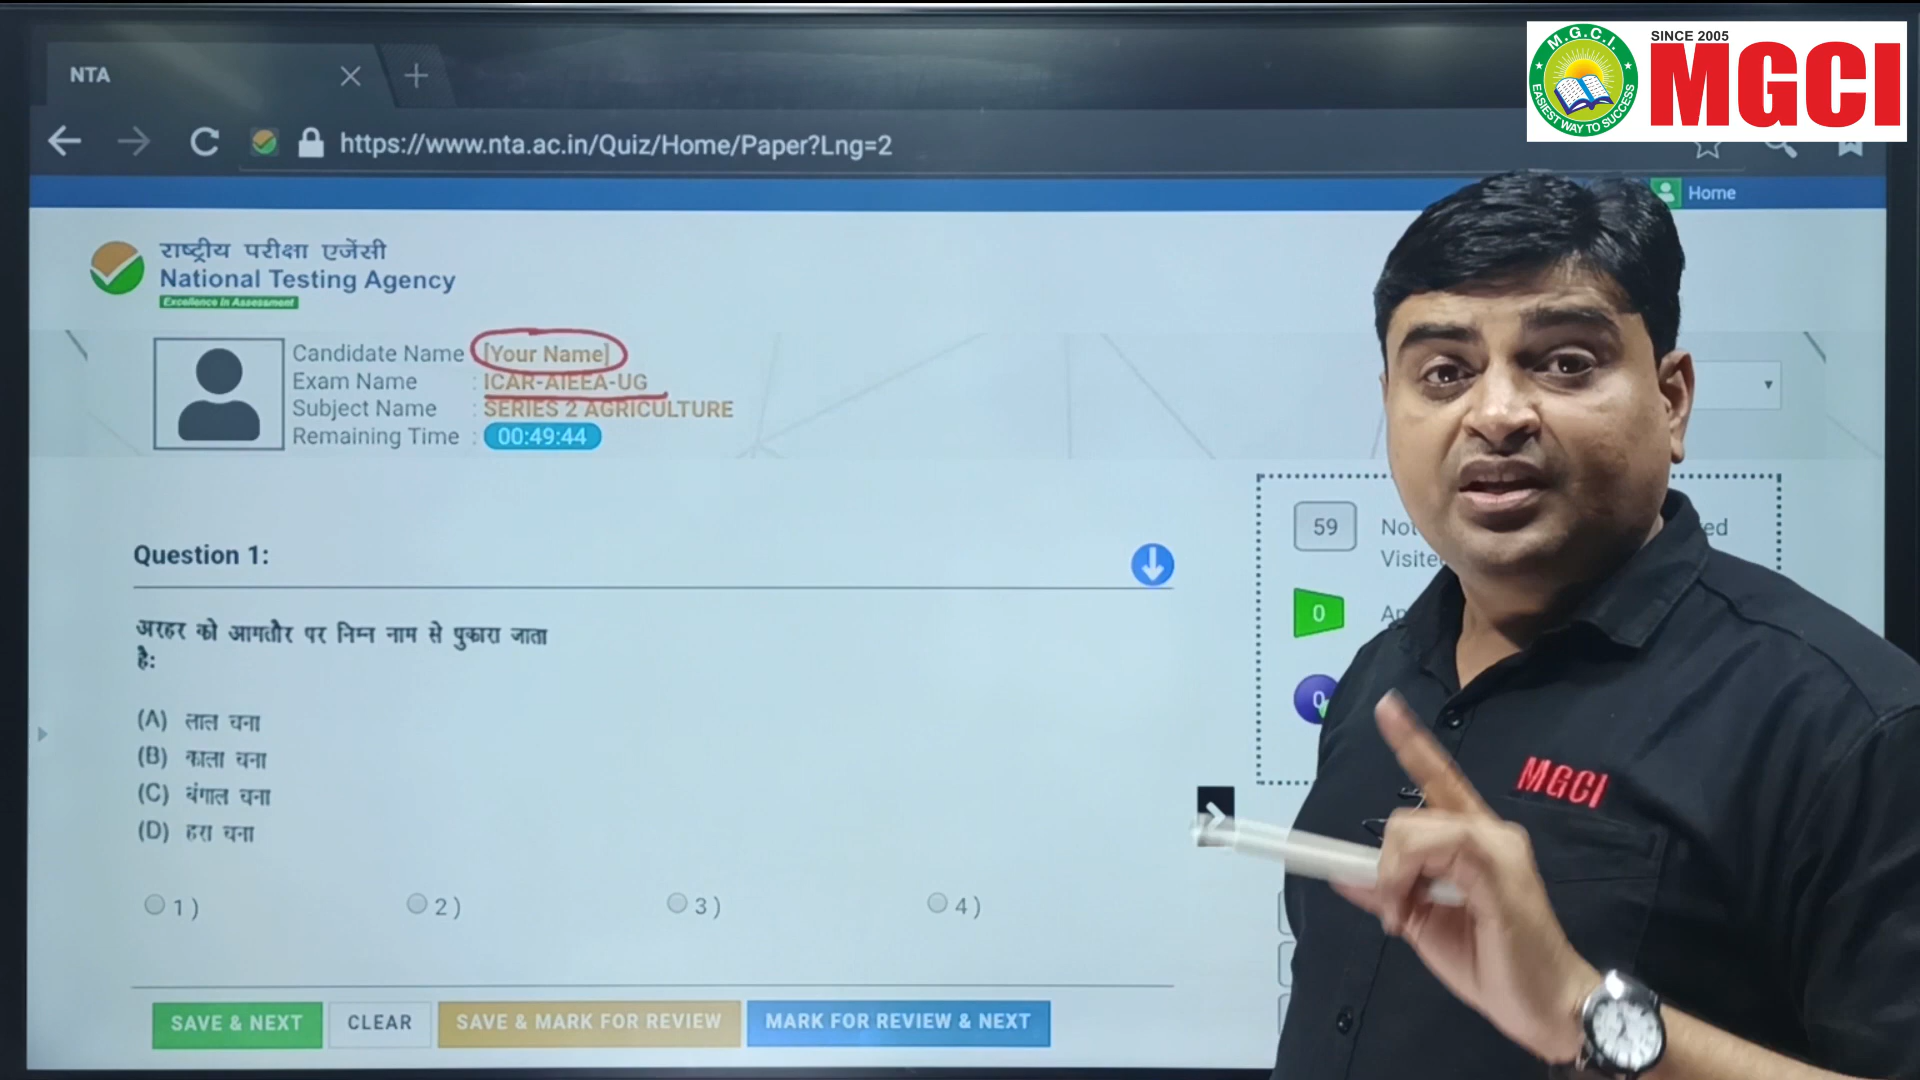 NTA
https://www.nta.ac.in/Quiz/Home/Paper?Lng=2
M.G.C.I.
EASIEST WAY TO SUCCESS
SINCE 2005
MGCI
Home
राष्ट्रीय परीक्षा एजेंसी
National Testing Agency
Excellence in Assessment
Candidate Name [Your Name]
Exam Name : ICAR-AIEEA-UG
Subject Name : SERIES 2 AGRICULTURE
Remaining Time : 00:49:44
Question 1:
अरहर को आमतौर पर निम्न नाम से पुकारा जाता
है:
(A) लाल चना
(B) काला चना
(C) बंगाल चना
(D) हरा चना
1) 2) 3) 4)
SAVE & NEXT CLEAR SAVE & MARK FOR REVIEW MARK FOR REVIEW & NEXT
59
0
0
MGCI